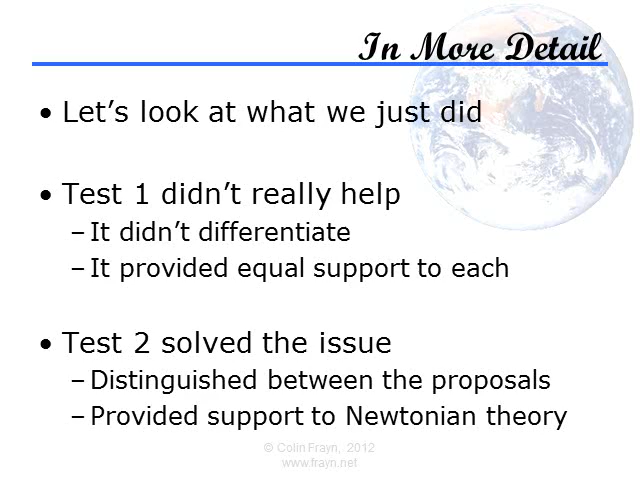 In More Detail
• Let’s look at what we just did
• Test 1 didn’t really help
– It didn’t differentiate
– It provided equal support to each
• Test 2 solved the issue
– Distinguished between the proposals
– Provided support to Newtonian theory
© Colin Frayn, 2012
www.frayn.net